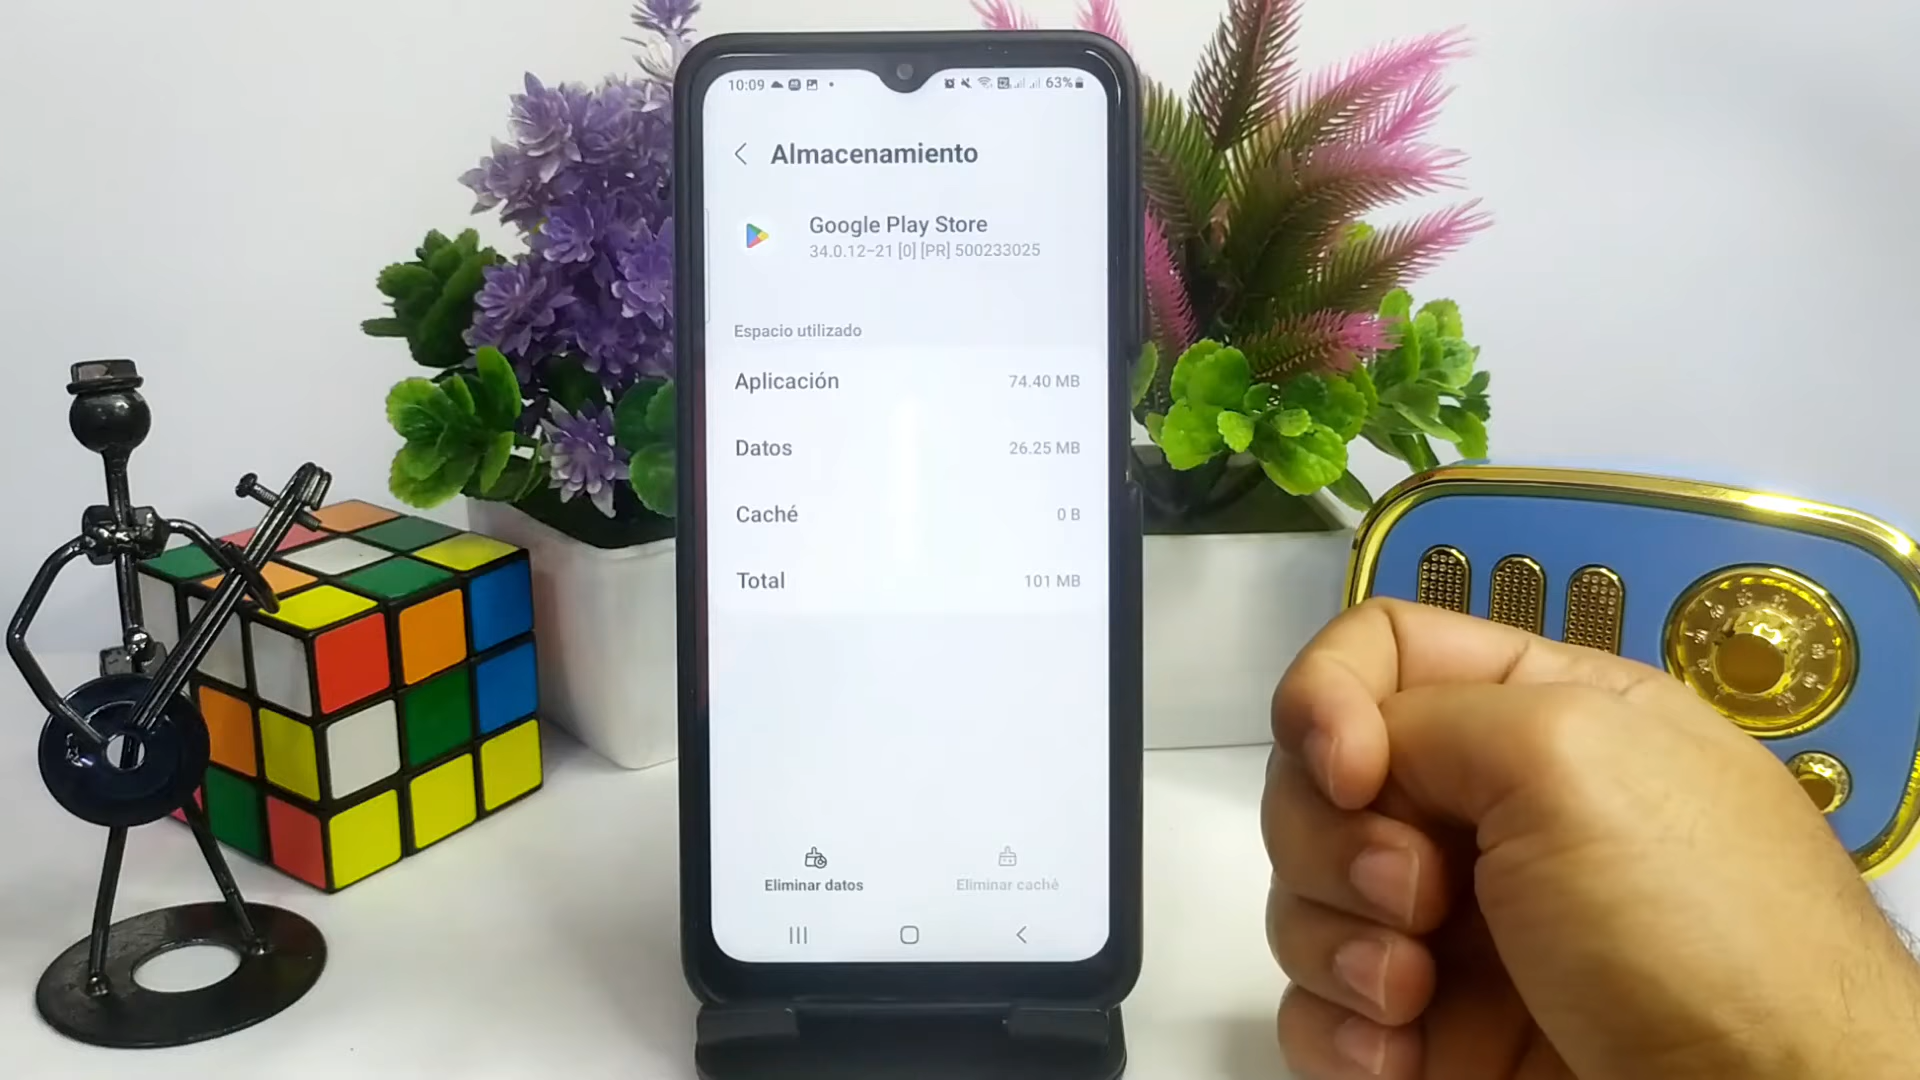 10:09 63%
Almacenamiento
Google Play Store
34.0.12-21 [0] [PR] 500233025
Espacio utilizado
Aplicación 74.40 MB
Datos 26.25 MB
Caché 0 B
Total 101 MB
Eliminar datos Eliminar caché